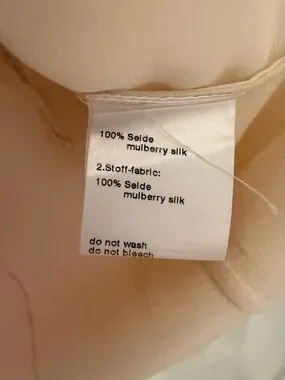 100% Seide
mulberry silk
2.Stoff-fabric:
100% Seide
mulberry silk
do not wash
do not bleach